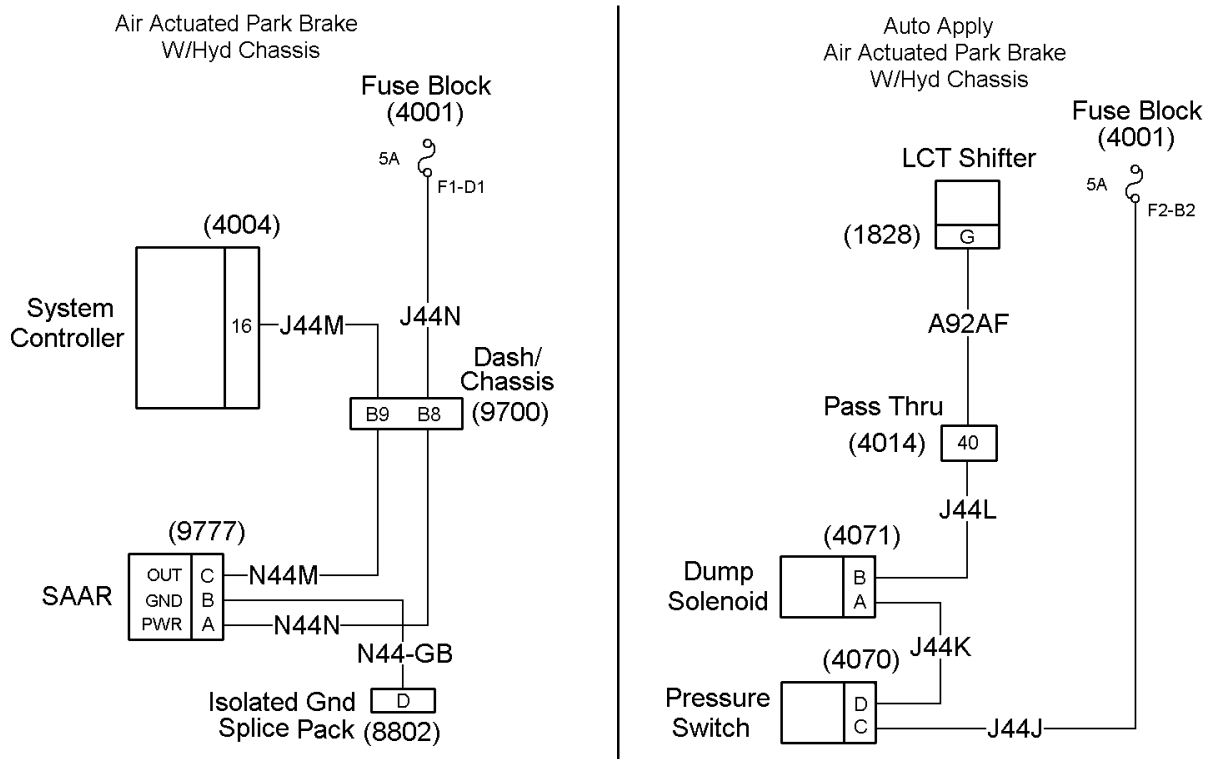 Air Actuated Park Brake
W/Hyd Chassis
Fuse Block
(4001)
5A
F1-D1
(4004)
System
Controller
16
J44M
J44N
Dash/
Chassis
(9700)
B9
B8
(9777)
SAAR
OUT
C
GND
B
PWR
A
N44M
N44N
N44-GB
Isolated Gnd
Splice Pack
(8802)
D
Auto Apply
Air Actuated Park Brake
W/Hyd Chassis
Fuse Block
(4001)
5A
F2-B2
LCT Shifter
(1828)
G
A92AF
Pass Thru
(4014)
40
J44L
(4071)
Dump
Solenoid
B
A
J44K
(4070)
Pressure
Switch
D
C
J44J